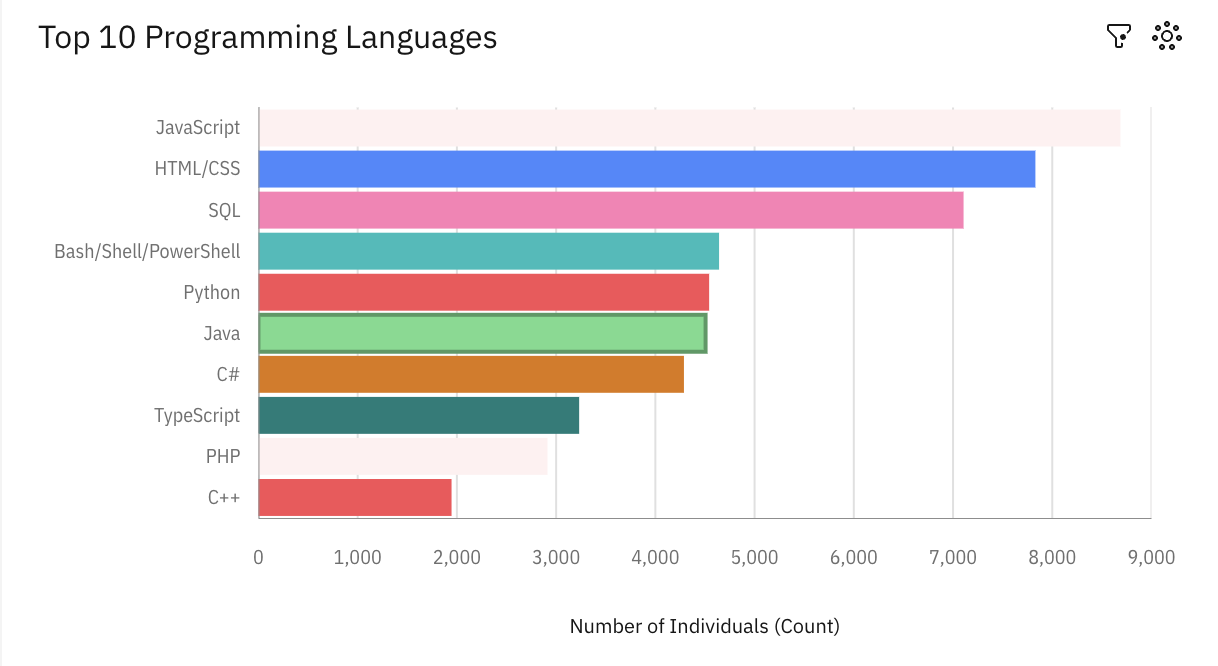 Top 10 Programming Languages
JavaScript
HTML/CSS
SQL
Bash/Shell/PowerShell
Python
Java
C#
TypeScript
PHP
C++
0 1,000 2,000 3,000 4,000 5,000 6,000 7,000 8,000 9,000
Number of Individuals (Count)